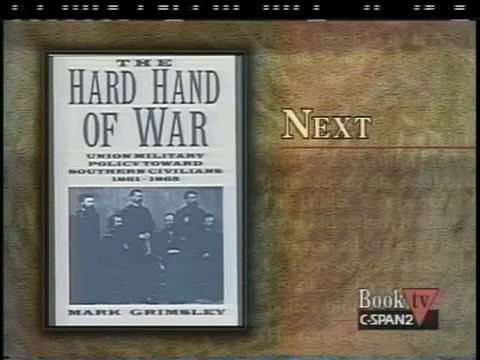 THE
HARD HAND
OF WAR
UNION MILITARY
POLICY TOWARD
SOUTHERN CIVILIANS
1861-1865
MARK GRIMSLEY
NEXT
Book tv
C-SPAN2